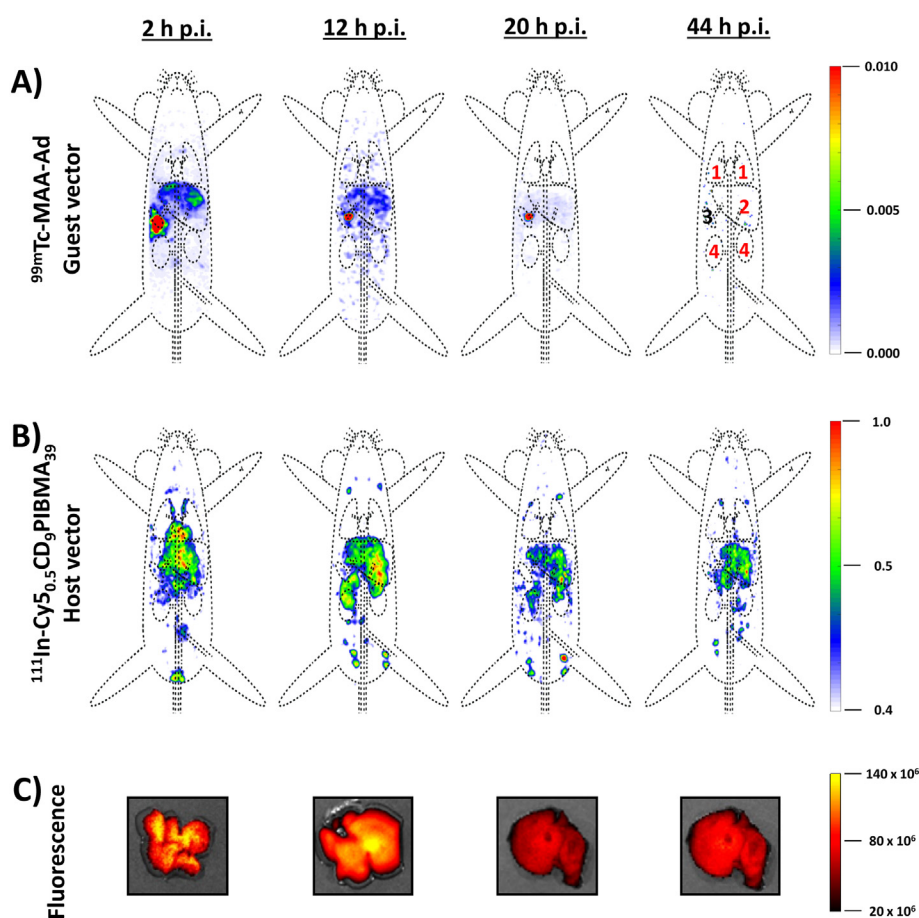 2 h p.i. 12 h p.i. 20 h p.i. 44 h p.i.
A)
99mTc-MAA-Ad
Guest vector
0.010
0.005
0.000
1 1
2
3
4 4
B)
111In-Cy50.5CD9PIBMA39
Host vector
1.0
0.5
0.4
C)
Fluorescence
140 x 10⁶
80 x 10⁶
20 x 10⁶